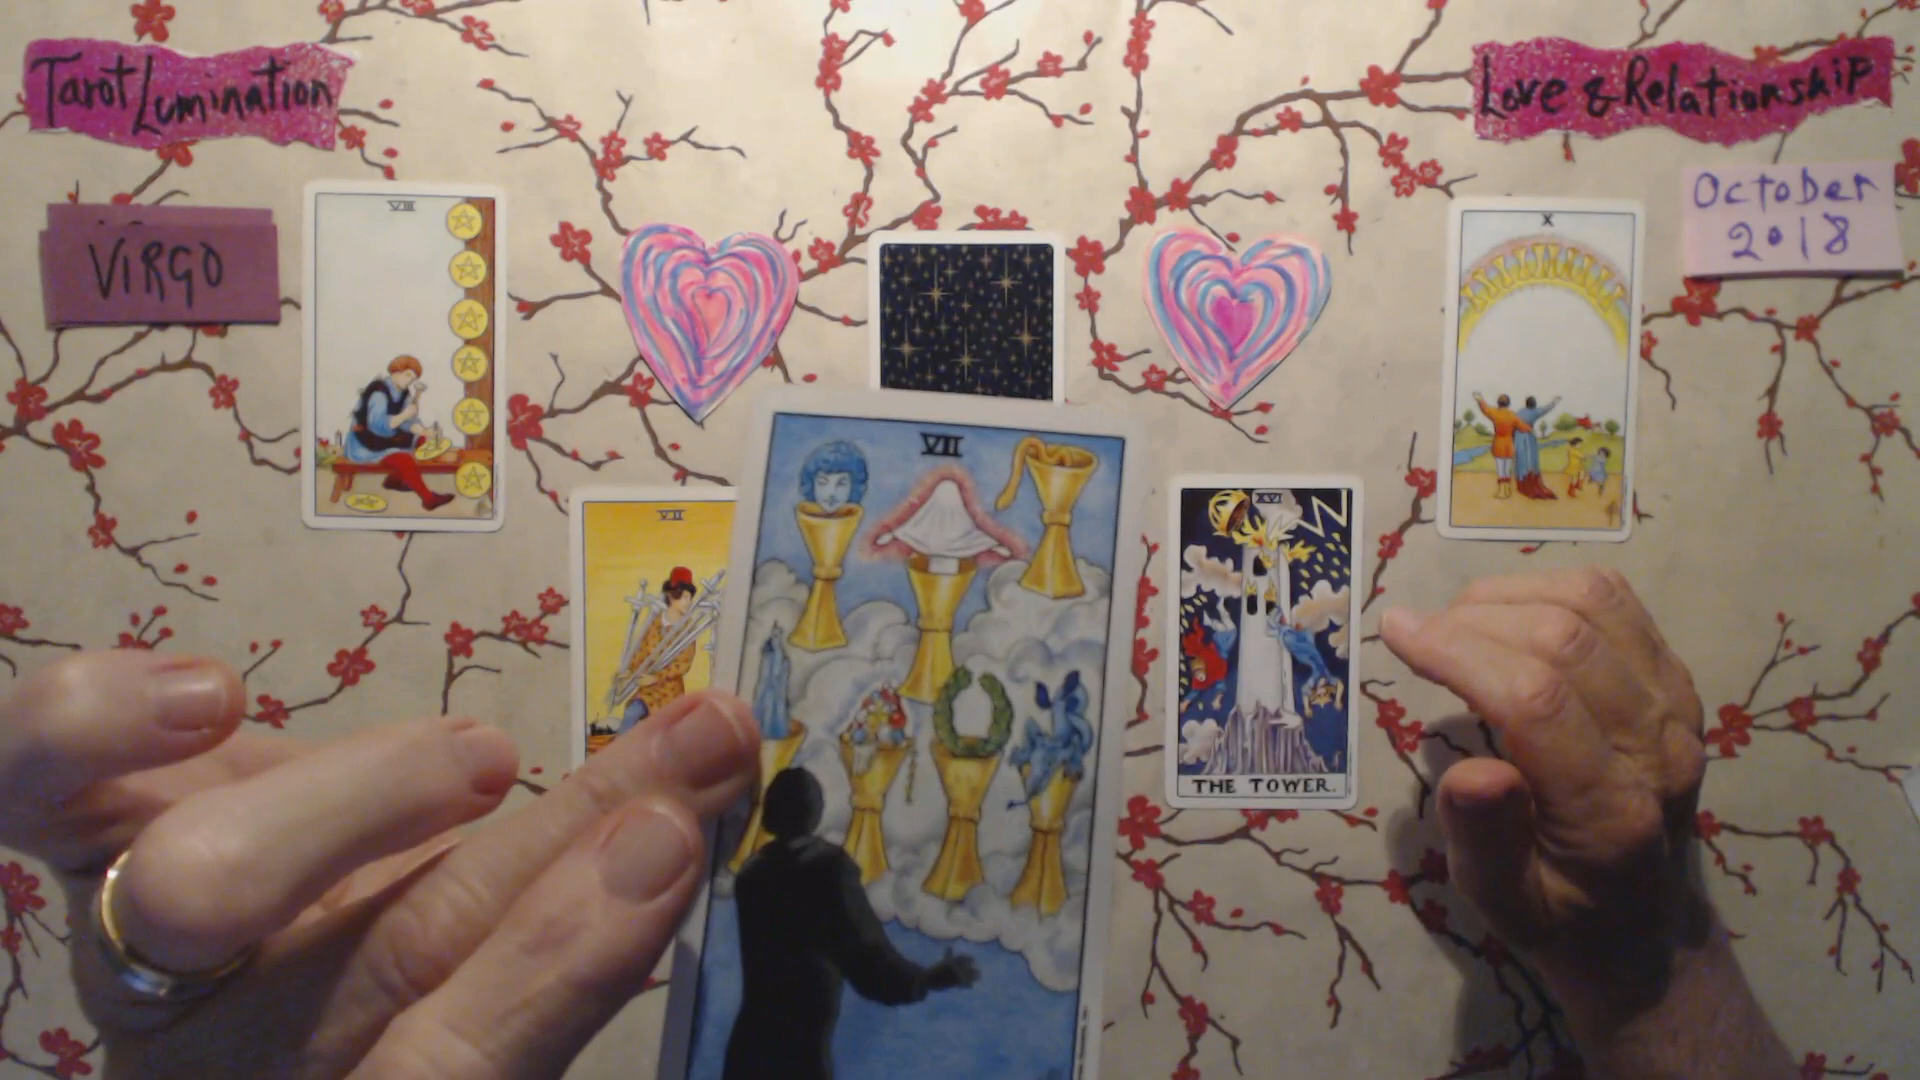 Tarot Lumination
Love & Relationship
VIRGO
October
2018
VIII
X
VII
VII
XVI
THE TOWER.